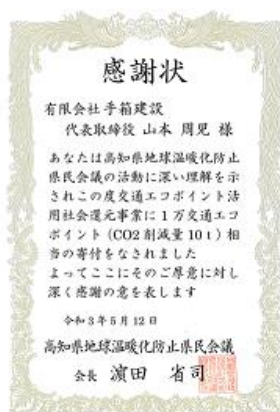 感謝状
有限会社手箱建設
代表取締役 山本 周児 様
あなたは高知県地球温暖化防止
県民会議の活動に深い理解を示
されこの度交通エコポイント活
用社会還元事業に1万交通エコ
ポイント（CO2削減量10t）相
当の寄付をなされました
よってここにそのご厚意に対し
深く感謝の意を表します
令和3年5月12日
高知県地球温暖化防止県民会議
会長 濵田 省司